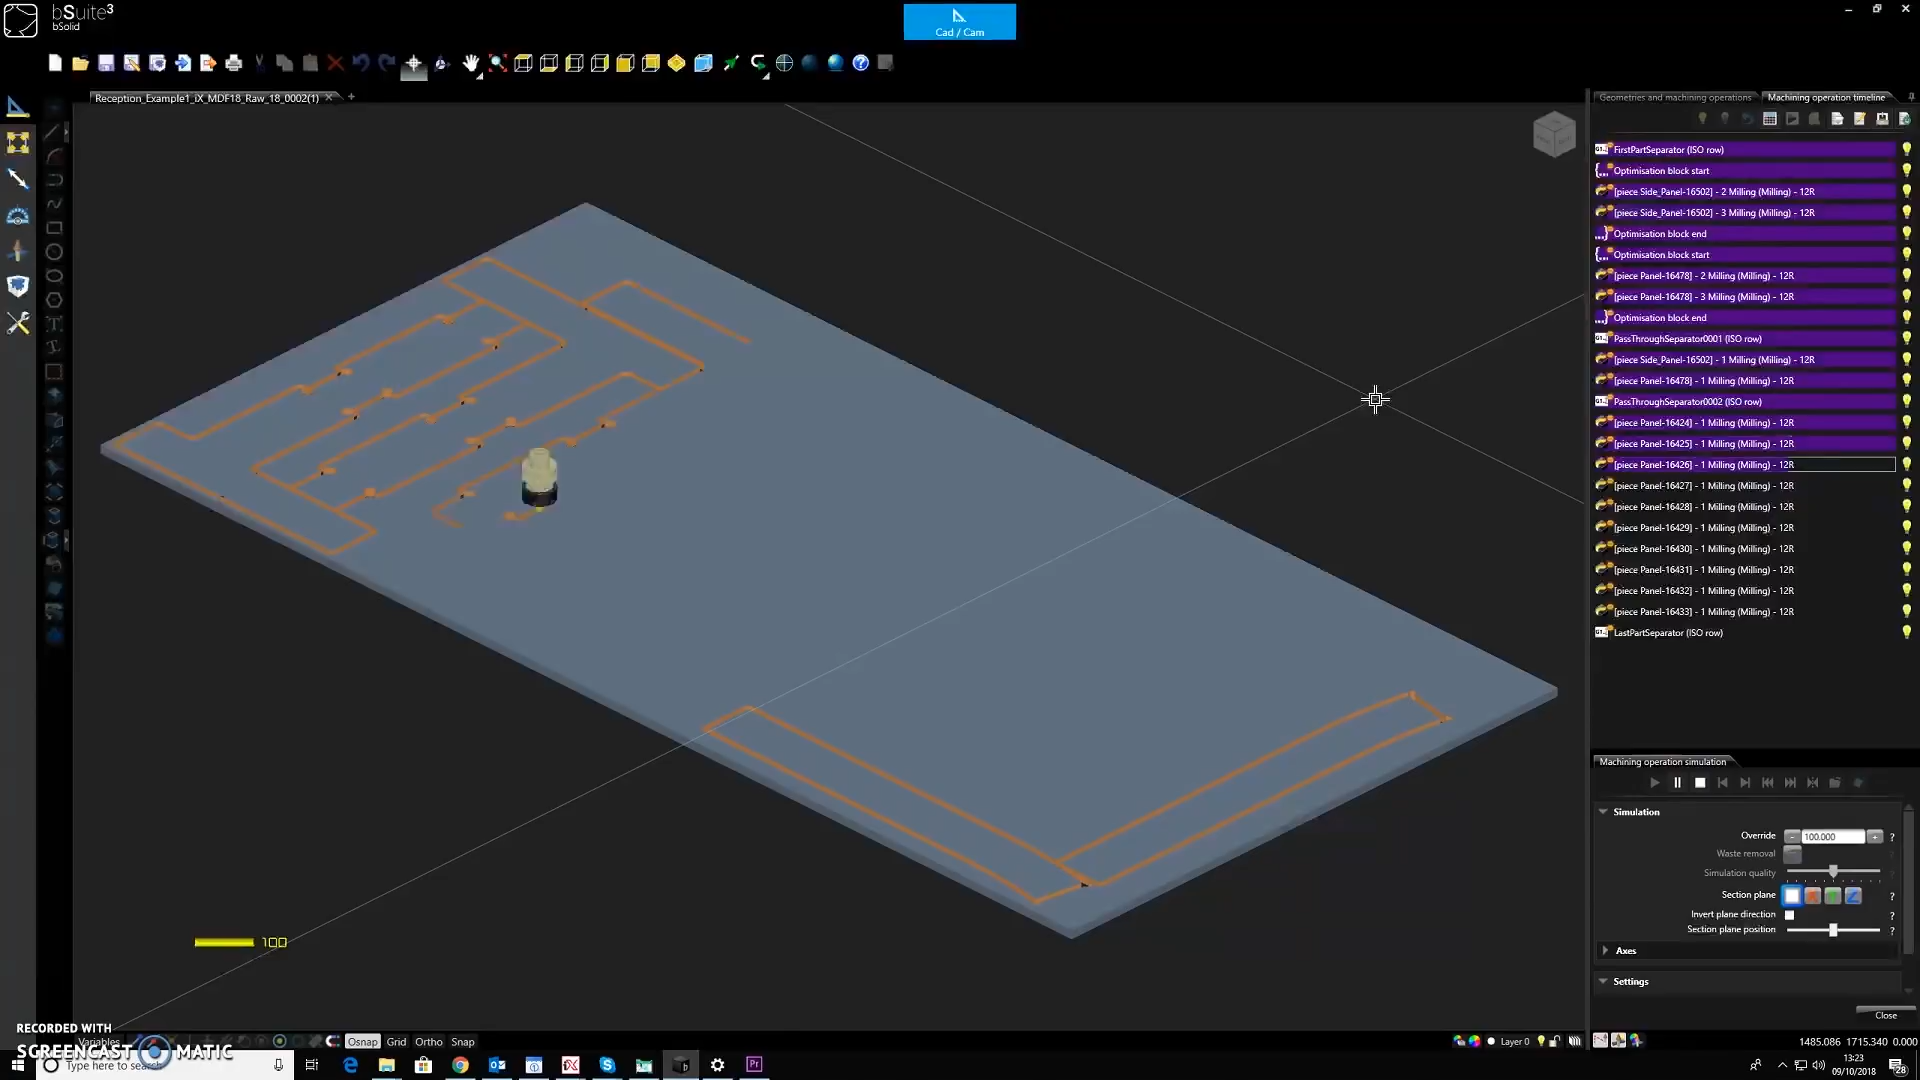 bSuite³
bSolid
Cad / Cam
Reception_Example1_iX_MDF18_Raw_18_0002(1)
Geometries and machining operations
Machining operation timeline
FirstPartSeparator (ISO row)
Optimisation block start
[piece Side_Panel-16502] - 2 Milling (Milling) - 12R
[piece Side_Panel-16502] - 3 Milling (Milling) - 12R
Optimisation block end
Optimisation block start
[piece Panel-16478] - 2 Milling (Milling) - 12R
[piece Panel-16478] - 3 Milling (Milling) - 12R
Optimisation block end
PassThroughSeparator0001 (ISO row)
[piece Side_Panel-16502] - 1 Milling (Milling) - 12R
[piece Panel-16478] - 1 Milling (Milling) - 12R
PassThroughSeparator0002 (ISO row)
[piece Panel-16424] - 1 Milling (Milling) - 12R
[piece Panel-16425] - 1 Milling (Milling) - 12R
[piece Panel-16426] - 1 Milling (Milling) - 12R
[piece Panel-16427] - 1 Milling (Milling) - 12R
[piece Panel-16428] - 1 Milling (Milling) - 12R
[piece Panel-16429] - 1 Milling (Milling) - 12R
[piece Panel-16430] - 1 Milling (Milling) - 12R
[piece Panel-16431] - 1 Milling (Milling) - 12R
[piece Panel-16432] - 1 Milling (Milling) - 12R
[piece Panel-16433] - 1 Milling (Milling) - 12R
LastPartSeparator (ISO row)
Machining operation simulation
Simulation
Override 100.000 ?
Waste removal
Simulation quality
Section plane ?
Invert plane direction ?
Section plane position ?
Axes
Settings
Close
100
RECORDED WITH
SCREENCAST MATIC
Variables
Osnap Grid Ortho Snap
Layer 0
1485.086 1715.340 0.000
Type here to search
Pr
13:23
09/10/2018
28